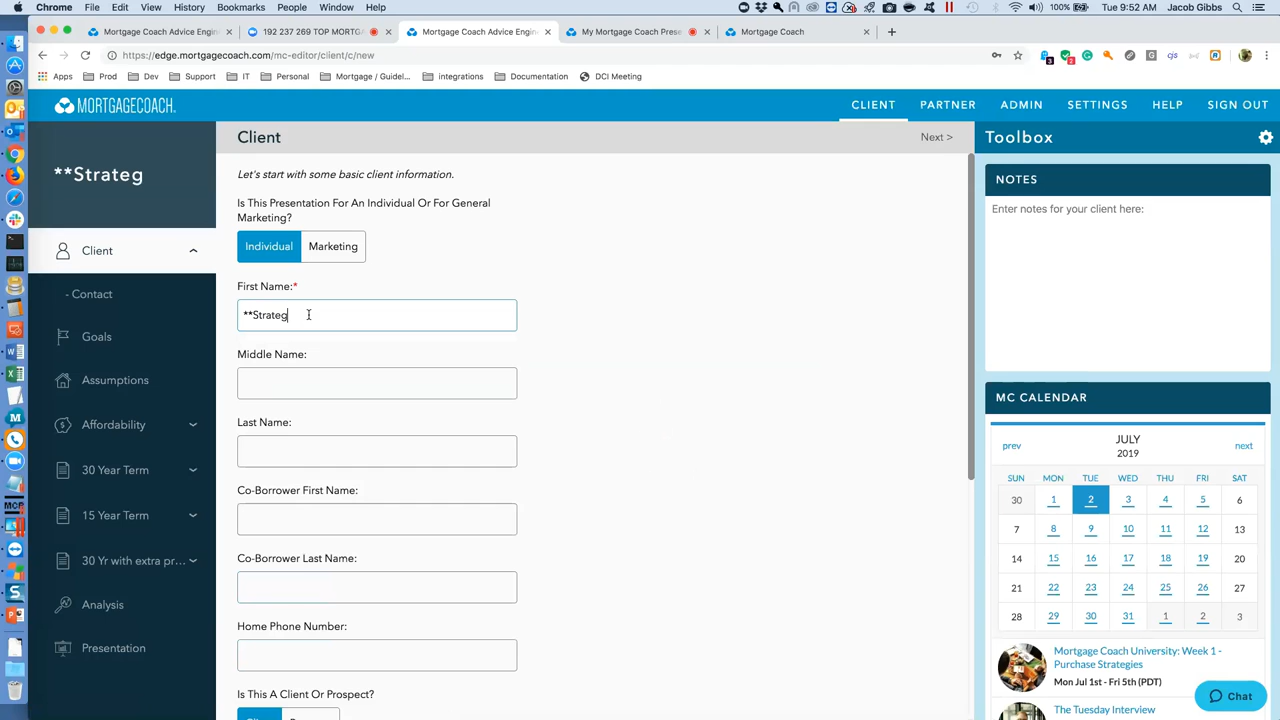 Chrome File Edit View History Bookmarks People Window Help
100% Tue 9:52 AM Jacob Gibbs
Mortgage Coach Advice Engin
192 237 269 TOP MORTGA
Mortgage Coach Advice Engin
My Mortgage Coach Prese
Mortgage Coach
https://edge.mortgagecoach.com/mc-editor/client/c/new
Apps Prod Dev Support IT Personal Mortgage / Guidel... integrations Documentation DCI Meeting
MORTGAGECOACH
CLIENT PARTNER ADMIN SETTINGS HELP SIGN OUT
**Strateg
Client
- Contact
Goals
Assumptions
Affordability
30 Year Term
15 Year Term
30 Yr with extra pr...
Analysis
Presentation
Client
Next >
Let's start with some basic client information.
Is This Presentation For An Individual Or For General
Marketing?
Individual Marketing
First Name:*
**Strateg
Middle Name:
Last Name:
Co-Borrower First Name:
Co-Borrower Last Name:
Home Phone Number:
Is This A Client Or Prospect?
Toolbox
NOTES
Enter notes for your client here:
MC CALENDAR
prev JULY next
2019
SUN MON TUE WED THU FRI SAT
30 1 2 3 4 5 6
7 8 9 10 11 12 13
14 15 16 17 18 19 20
21 22 23 24 25 26 27
28 29 30 31 1 2 3
Mortgage Coach University: Week 1 -
Purchase Strategies
Mon Jul 1st - Fri 5th (PDT)
The Tuesday Interview
Chat